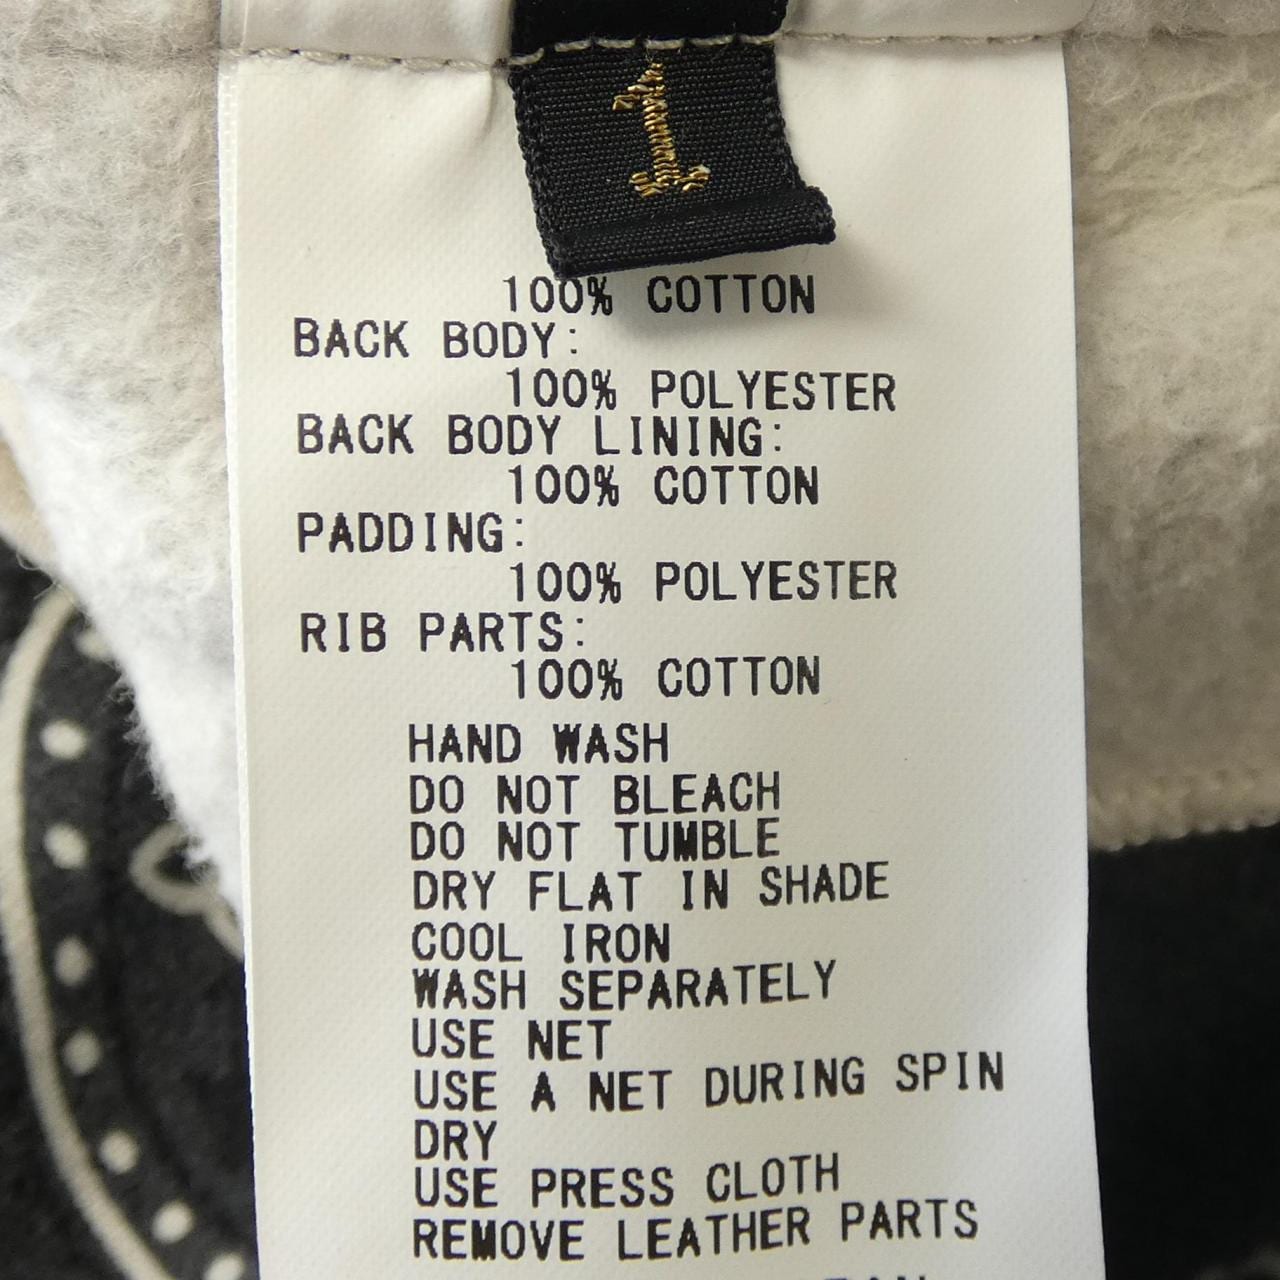 1
100% COTTON
BACK BODY:
100% POLYESTER
BACK BODY LINING:
100% COTTON
PADDING:
100% POLYESTER
RIB PARTS:
100% COTTON
HAND WASH
DO NOT BLEACH
DO NOT TUMBLE
DRY FLAT IN SHADE
COOL IRON
WASH SEPARATELY
USE NET
USE A NET DURING SPIN
DRY
USE PRESS CLOTH
REMOVE LEATHER PARTS